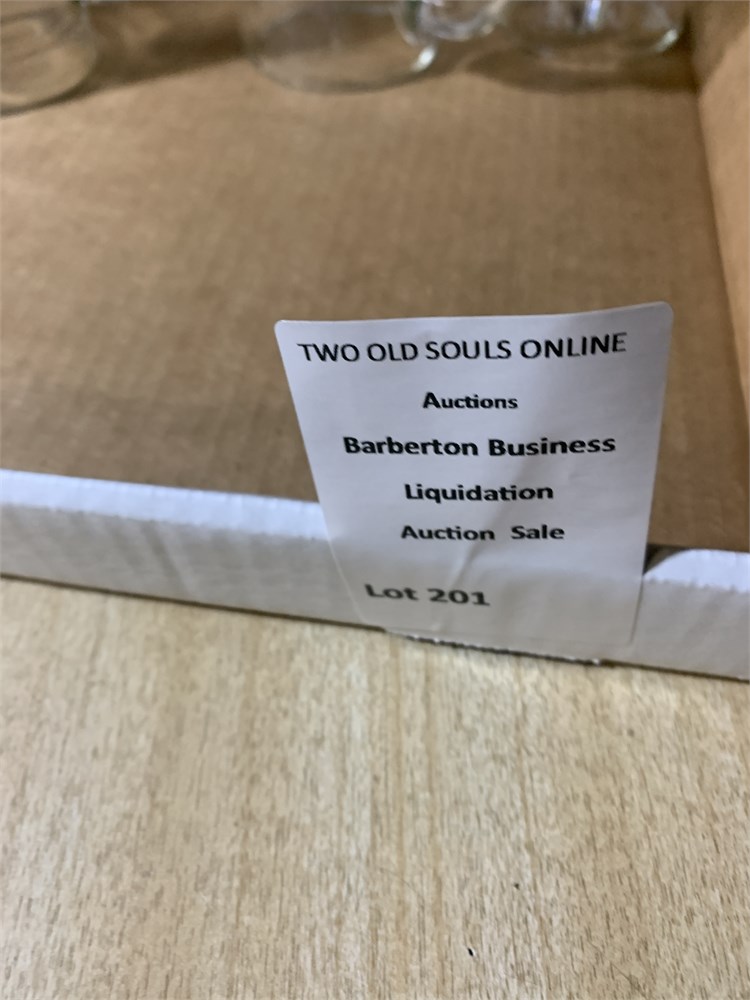 TWO OLD SOULS ONLINE
Auctions
Barberton Business
Liquidation
Auction Sale
Lot 201